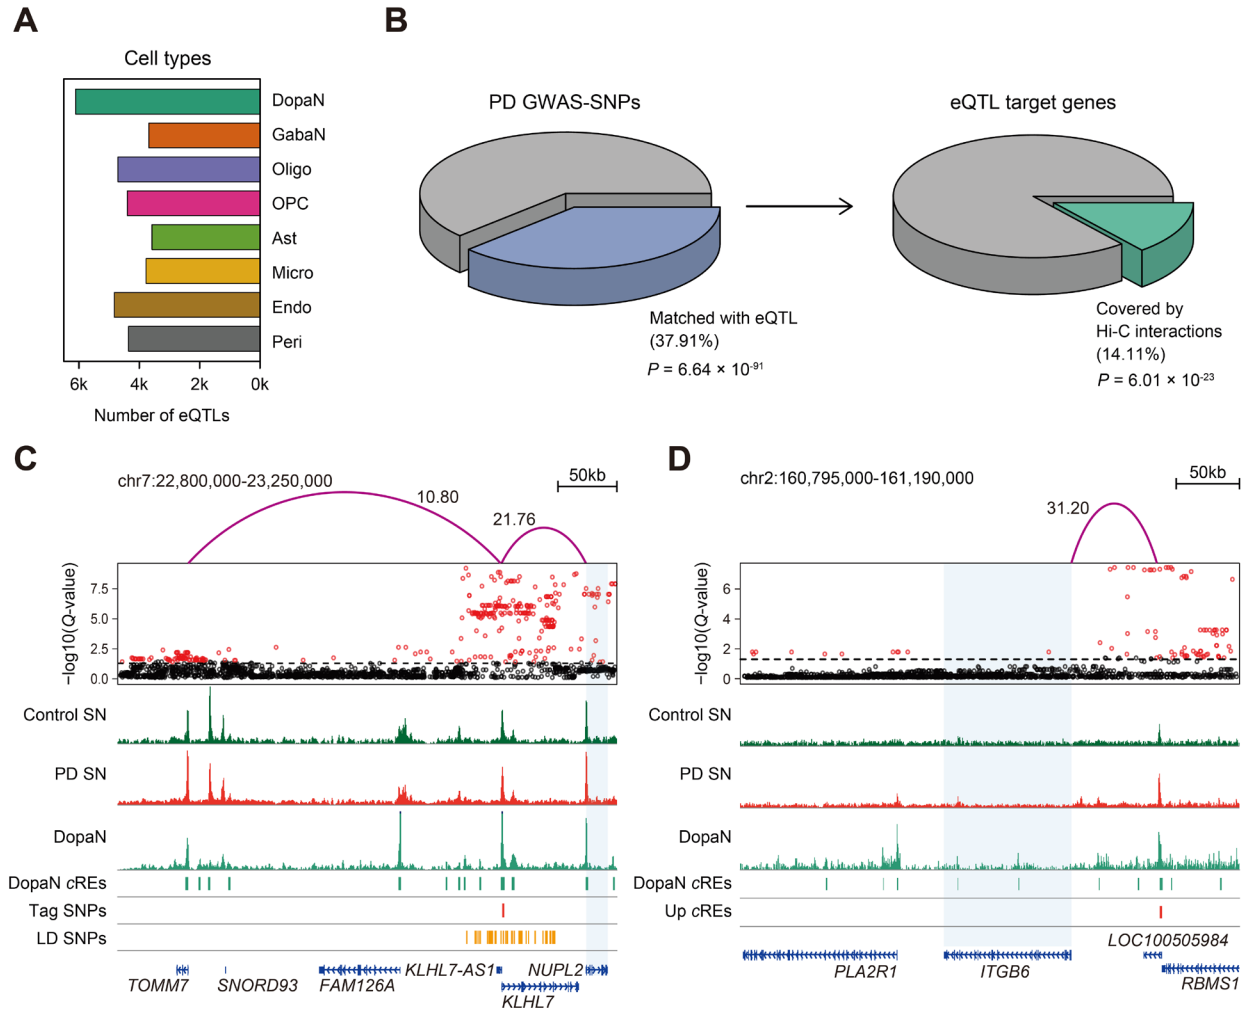 A
Cell types
DopaN
GabaN
Oligo
OPC
Ast
Micro
Endo
Peri
6k 4k 2k 0k
Number of eQTLs
B
PD GWAS-SNPs
Matched with eQTL
(37.91%)
P = 6.64 × 10-91
eQTL target genes
Covered by
Hi-C interactions
(14.11%)
P = 6.01 × 10-23
C
chr7:22,800,000-23,250,000
50kb
10.80
21.76
−log10(Q-value)
7.5
5.0
2.5
0.0
Control SN
PD SN
DopaN
DopaN cREs
Tag SNPs
LD SNPs
KLHL7-AS1 NUPL2
TOMM7 SNORD93 FAM126A
KLHL7
D
chr2:160,795,000-161,190,000
50kb
31.20
−log10(Q-value)
6
4
2
0
Control SN
PD SN
DopaN
DopaN cREs
Up cREs
LOC100505984
PLA2R1 ITGB6
RBMS1